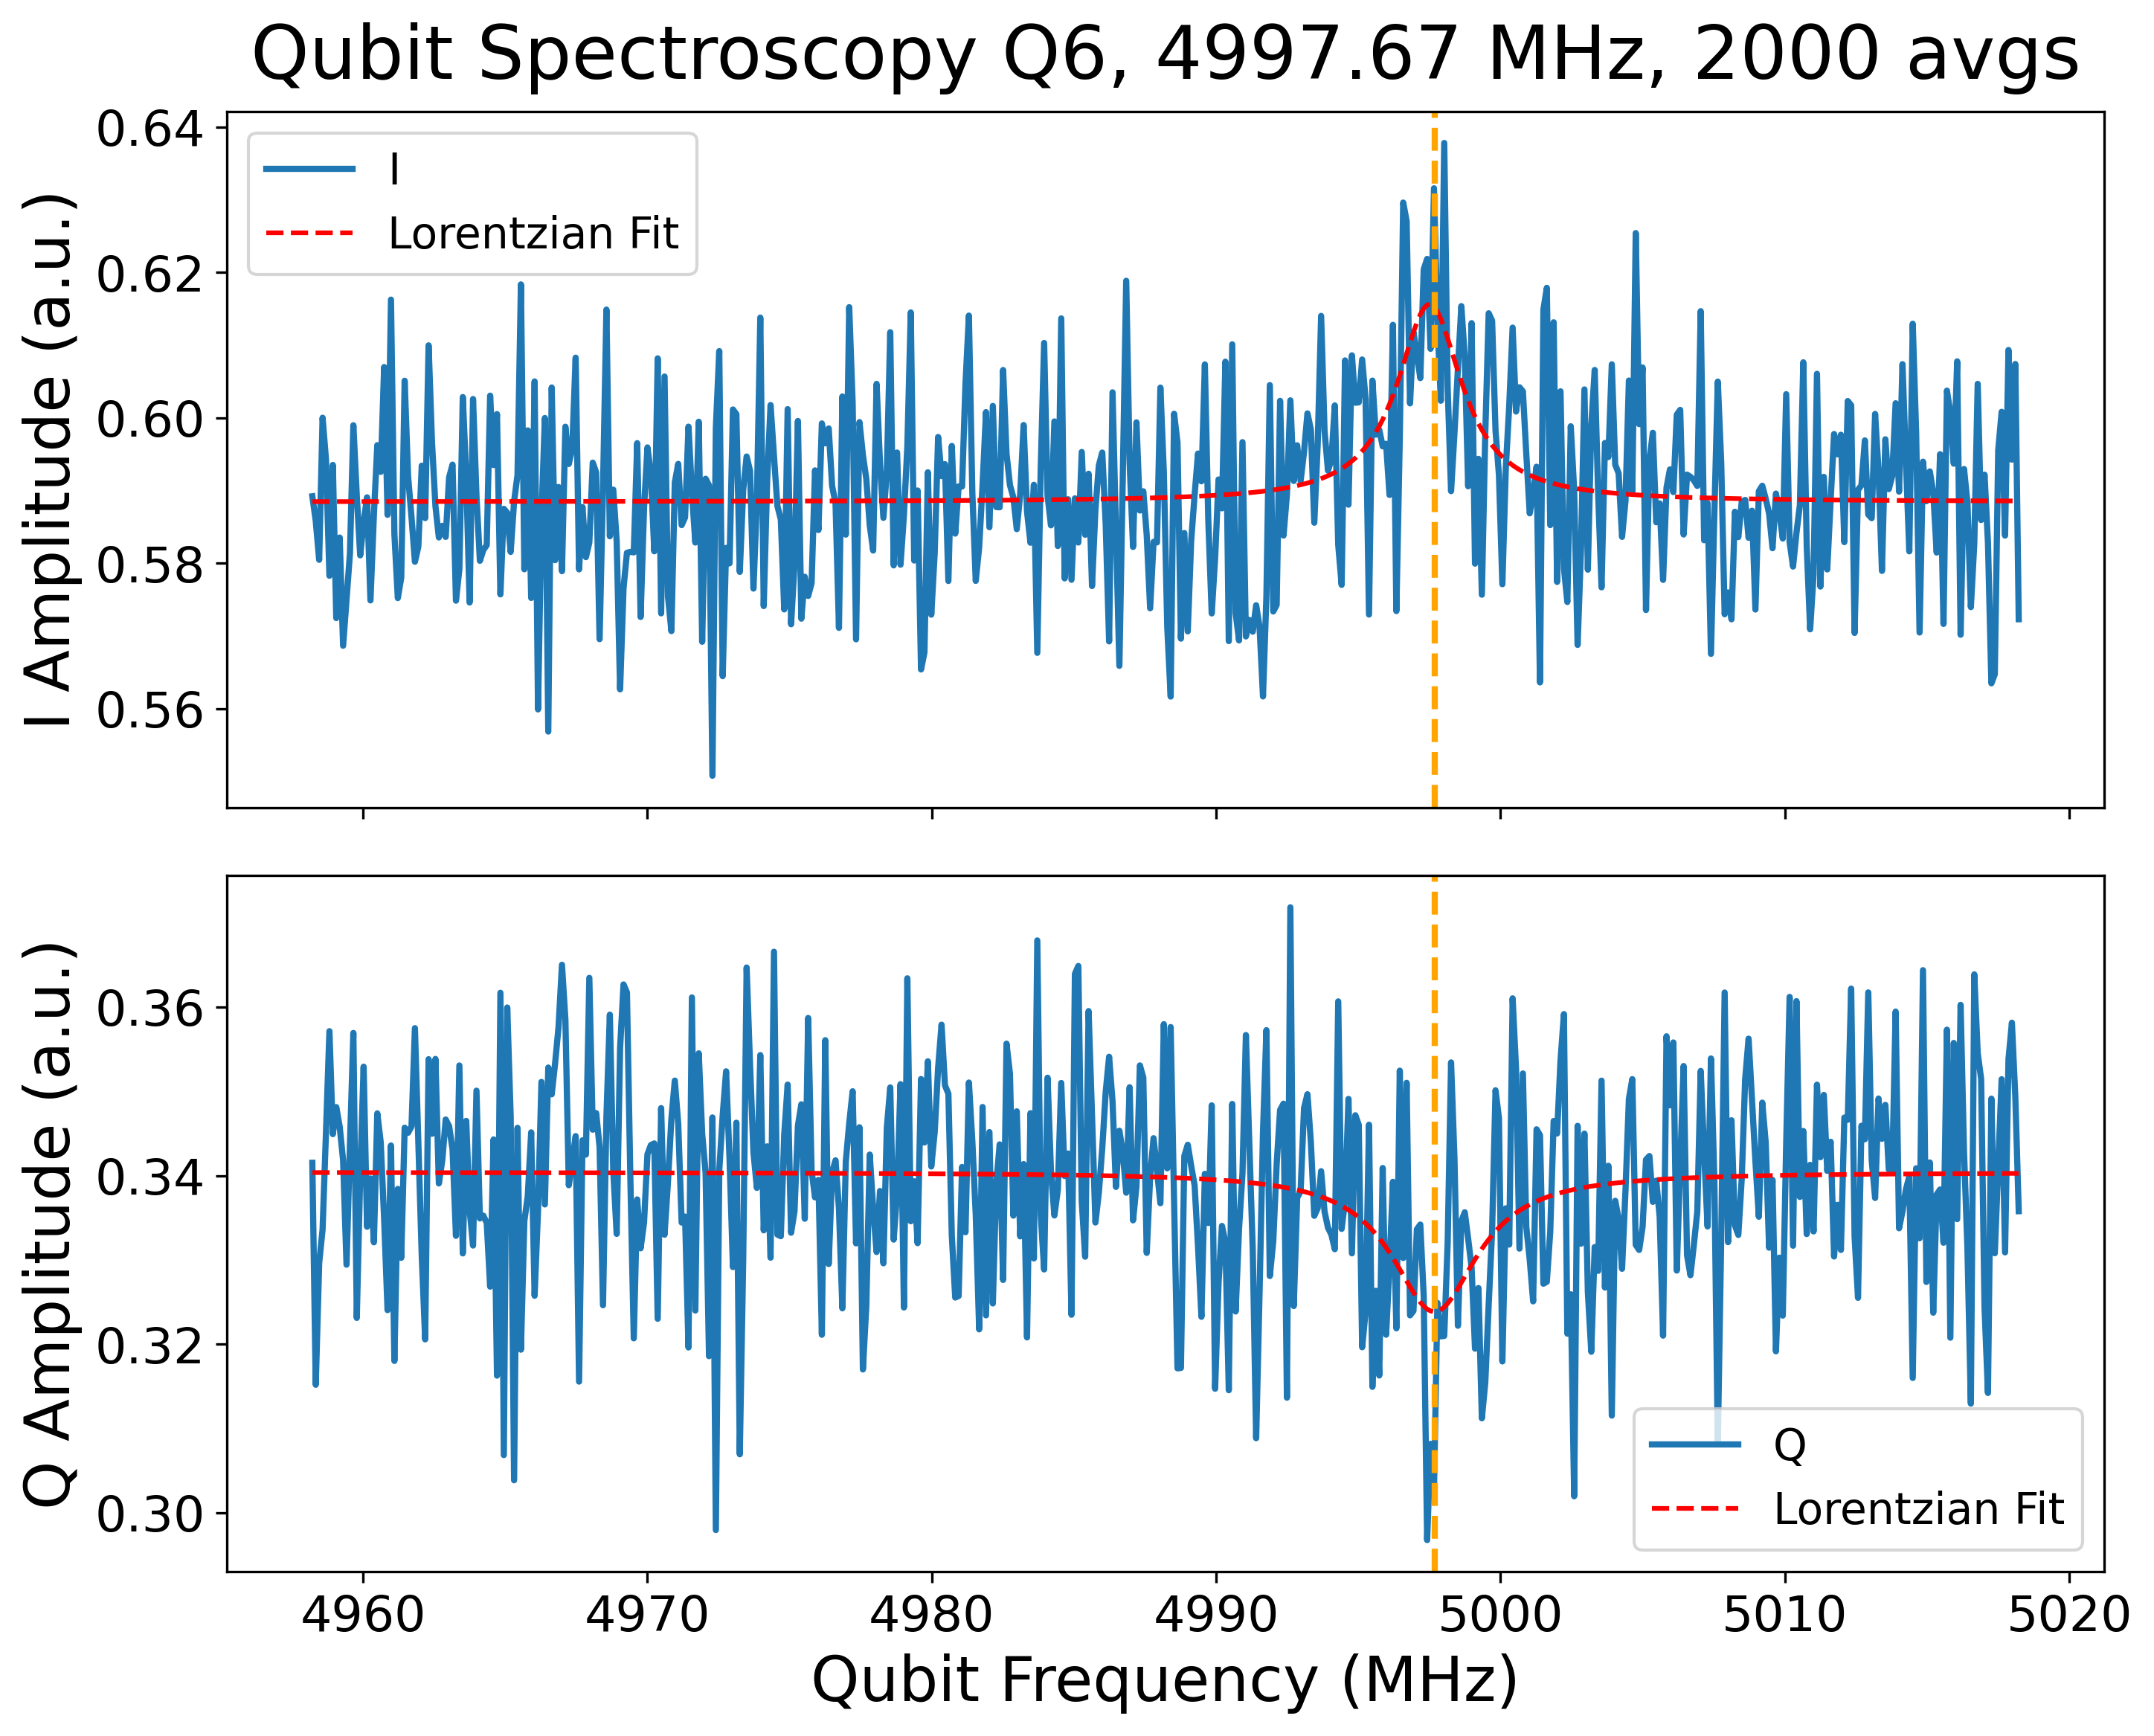 Qubit Spectroscopy Q6, 4997.67 MHz, 2000 avgs
I Amplitude (a.u.)
0.64
0.62
0.60
0.58
0.56
I
Lorentzian Fit
Q Amplitude (a.u.)
0.36
0.34
0.32
0.30
Q
Lorentzian Fit
4960 4970 4980 4990 5000 5010 5020
Qubit Frequency (MHz)